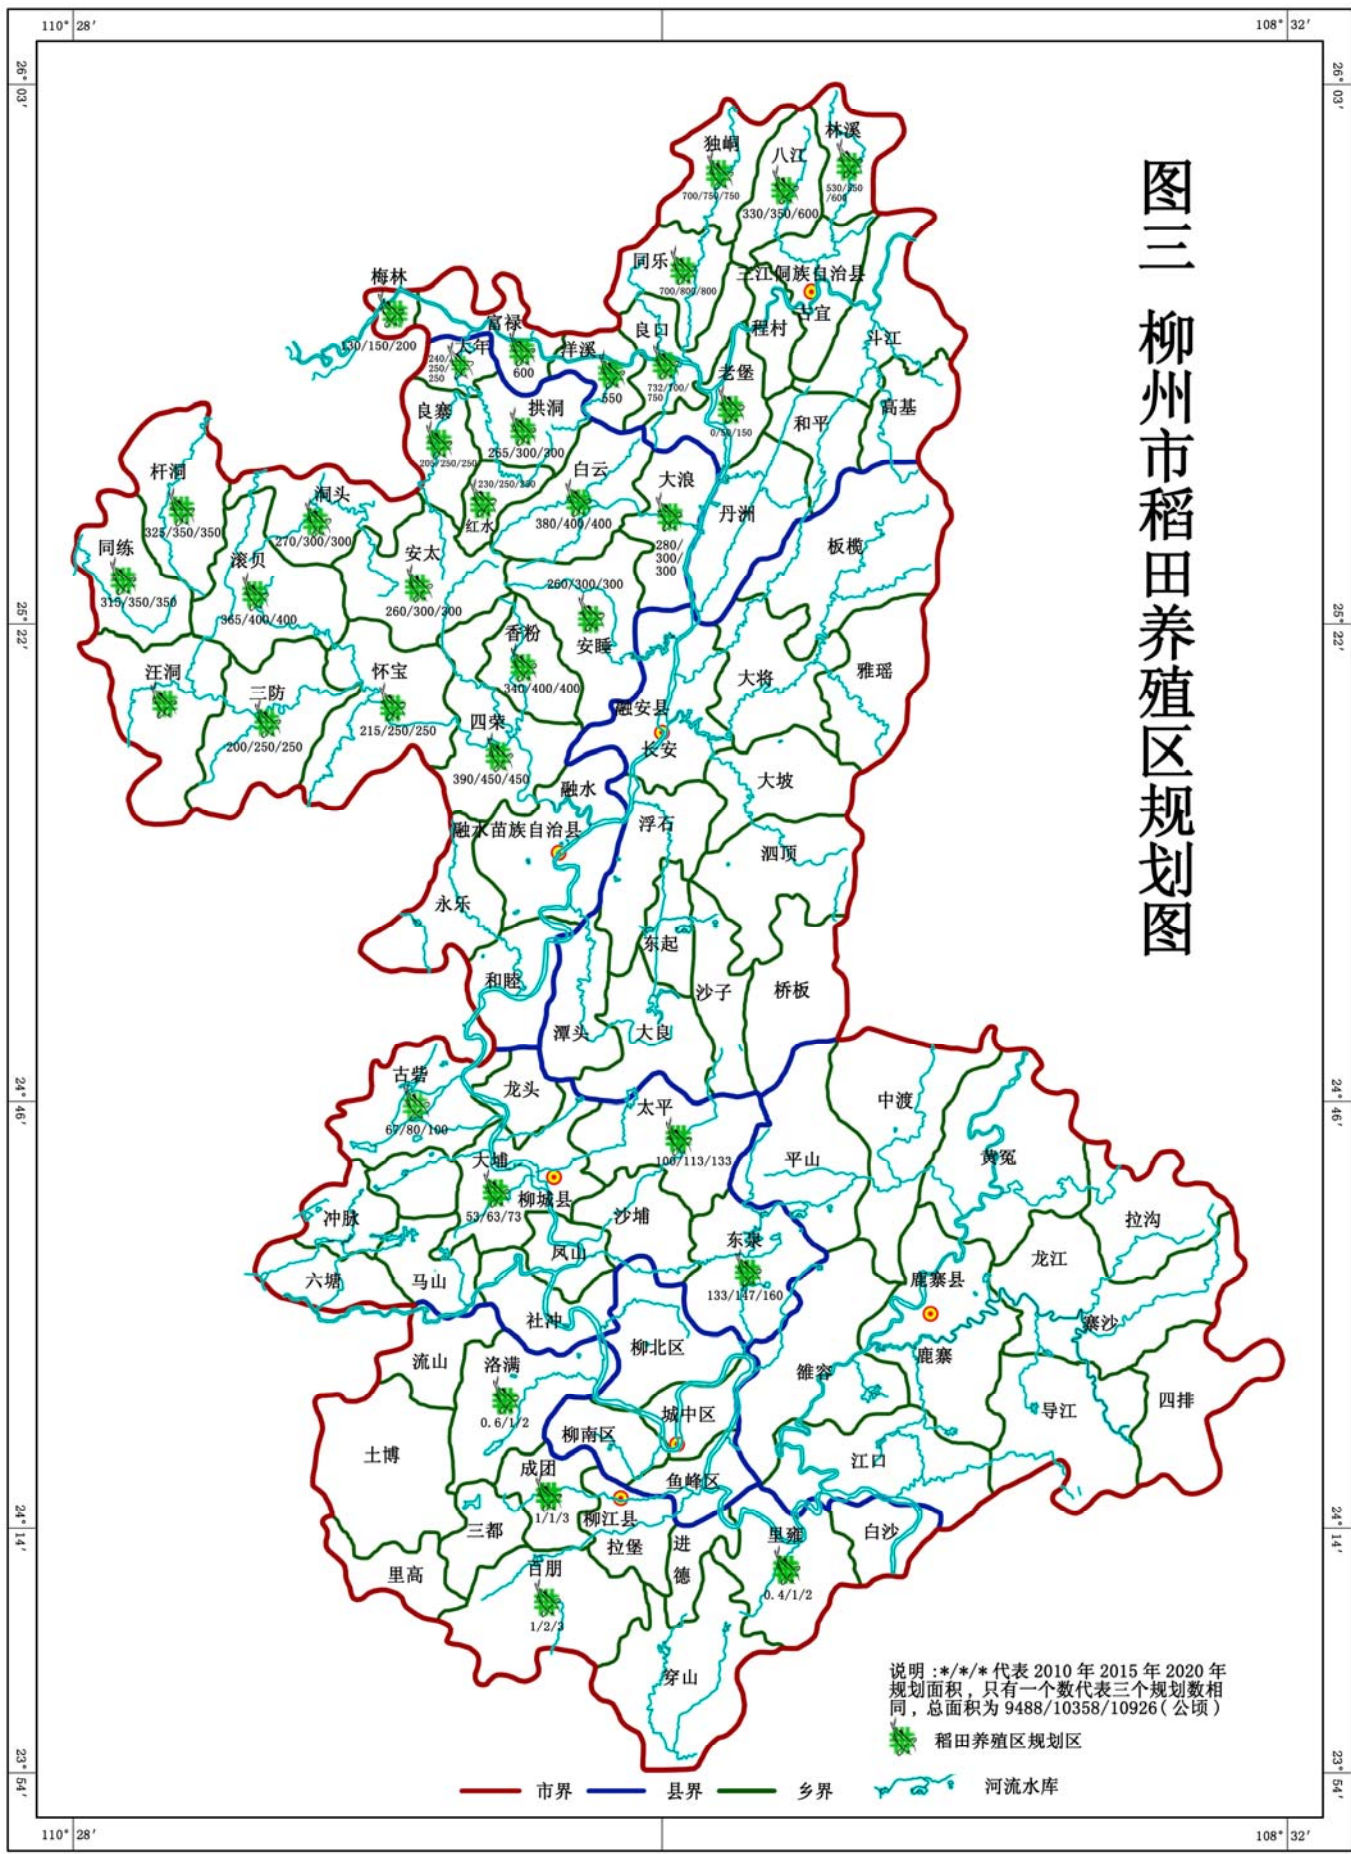 110° 28′
108° 32′
26° 03′
26° 03′
图三 柳州市稻田养殖区规划图
林溪
530/550
/600
独峒
700/750/750
八江
330/350/600
同乐
700/800/800
三江侗族自治县
古宜
梅林
130/150/200
富禄
600
大年
240/
250/
250
洋溪
550
良口
732/700/
750
程村
斗江
老堡
0/50/150
和平
高基
良寨
205/250/250
拱洞
265/300/300
白云
380/400/400
230/250/250
红水
大浪
280/
300/
300
丹洲
板榄
杆洞
325/350/350
洞头
270/300/300
同练
315/350/350
滚贝
365/400/400
安太
260/300/300
260/300/300
安睡
25° 22′
25° 22′
香粉
340/400/400
汪洞
三防
200/250/250
怀宝
215/250/250
四荣
390/450/450
大将
雅瑶
融安县
长安
大坡
融水
融水苗族自治县
浮石
泗顶
永乐
东起
和睦
沙子
桥板
潭头
大良
24° 46′
24° 46′
古砦
67/80/100
龙头
太平
100/113/133
中渡
平山
黄冕
大埔
53/63/73
柳城县
冲脉
沙埔
拉沟
凤山
东泉
133/147/160
龙江
六塘
马山
鹿寨县
社冲
寨沙
流山
洛满
0.6/1/2
柳北区
雒容
鹿寨
四排
导江
城中区
柳南区
土博
成团
1/1/3
鱼峰区
江口
柳江县
24° 14′
24° 14′
三都
拉堡
进德
里雍
0.4/1/2
白沙
里高
百朋
1/2/3
穿山
说明:*/*/* 代表 2010 年 2015 年 2020 年
规划面积，只有一个数代表三个规划数相
同，总面积为 9488/10358/10926(公顷)
稻田养殖区规划区
市界
县界
乡界
河流水库
23° 54′
23° 54′
110° 28′
108° 32′